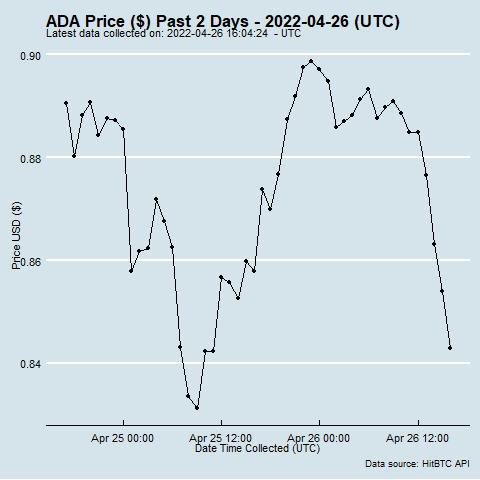 ADA Price ($) Past 2 Days - 2022-04-26 (UTC)
Latest data collected on: 2022-04-26 16:04:24  - UTC
0.90
0.88
0.86
0.84
Price USD ($)
Apr 25 00:00
Apr 25 12:00
Apr 26 00:00
Apr 26 12:00
Date Time Collected (UTC)
Data source: HitBTC API